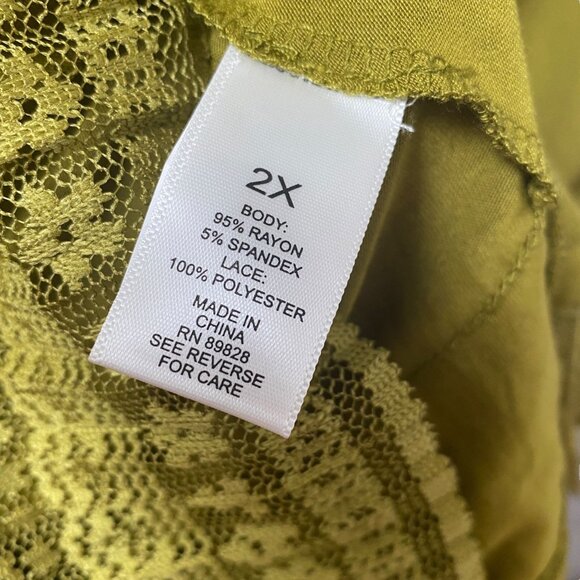 2X
BODY:
95% RAYON
5% SPANDEX
LACE:
100% POLYESTER
MADE IN
CHINA
RN 89828
SEE REVERSE
FOR CARE